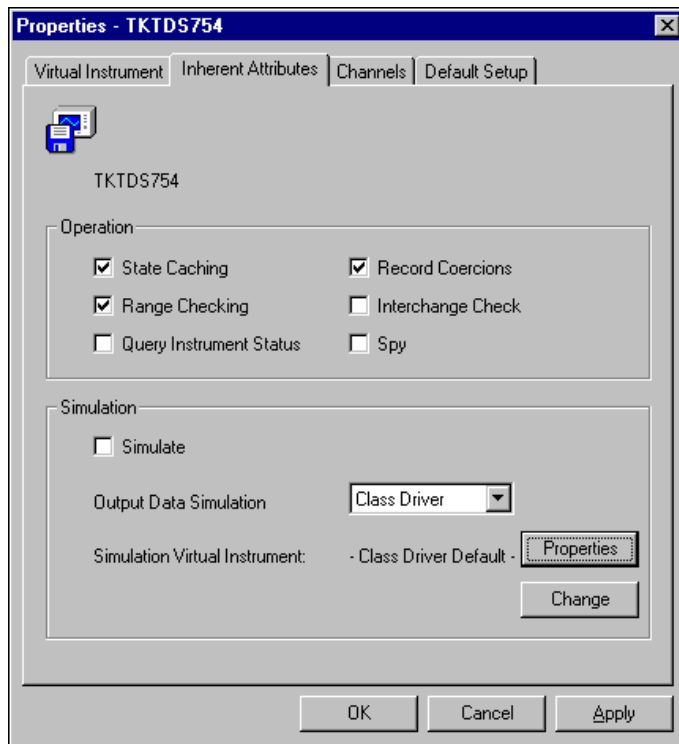 Properties - TKTDS754
Virtual Instrument
Inherent Attributes
Channels
Default Setup
TKTDS754
Operation
State Caching
Record Coercions
Range Checking
Interchange Check
Query Instrument Status
Spy
Simulation
Simulate
Output Data Simulation
Class Driver
Simulation Virtual Instrument:
- Class Driver Default -
Properties
Change
OK
Cancel
Apply